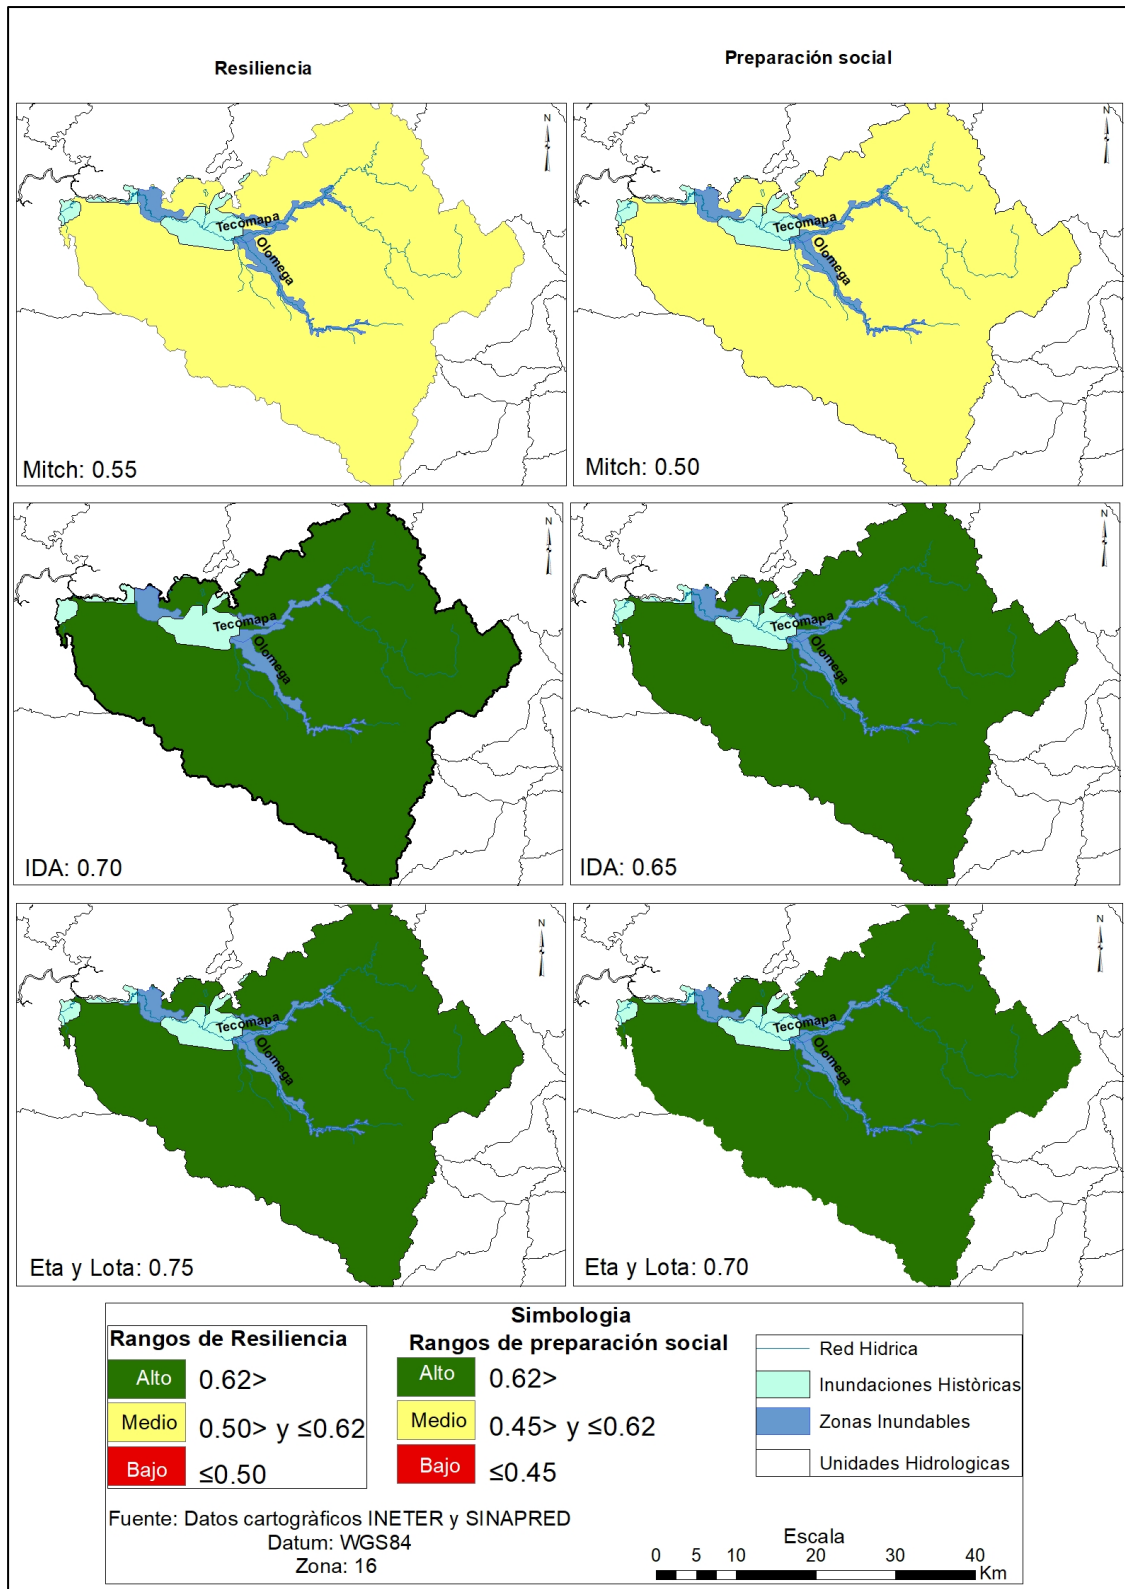 Resiliencia
Preparación social
N
Tecomapa
Olomega
Mitch: 0.55
N
Tecomapa
Olomega
Mitch: 0.50
N
Tecomapa
Olomega
IDA: 0.70
N
Tecomapa
Olomega
IDA: 0.65
N
Tecomapa
Olomega
Eta y Lota: 0.75
N
Tecomapa
Olomega
Eta y Lota: 0.70
Simbologia
Rangos de Resiliencia
Alto 0.62>
Medio 0.50> y ≤0.62
Bajo ≤0.50
Rangos de preparación social
Alto 0.62>
Medio 0.45> y ≤0.62
Bajo ≤0.45
Red Hidrica
Inundaciones Històricas
Zonas Inundables
Unidades Hidrologicas
Fuente: Datos cartogràficos INETER y SINAPRED
Datum: WGS84
Zona: 16
Escala
0 5 10 20 30 40
Km